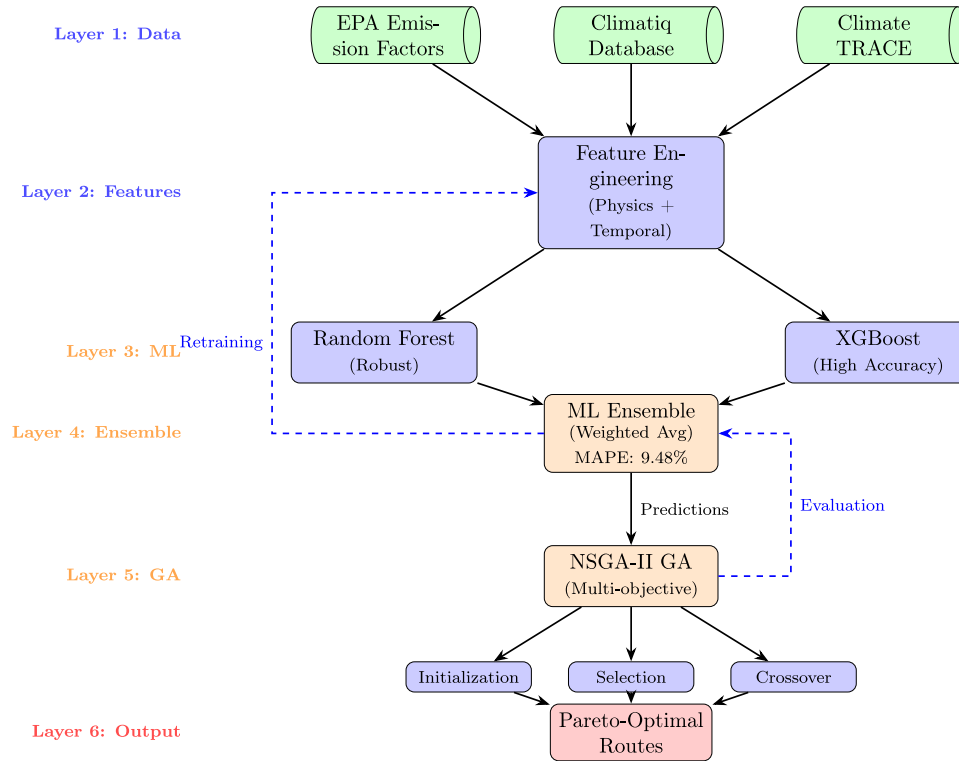 Layer 1: Data
EPA Emis-
sion Factors
Climatiq
Database
Climate
TRACE
Layer 2: Features
Feature En-
gineering
(Physics +
Temporal)
Layer 3: ML
Retraining
Random Forest
(Robust)
XGBoost
(High Accuracy)
Layer 4: Ensemble
ML Ensemble
(Weighted Avg)
MAPE: 9.48%
Predictions
Evaluation
Layer 5: GA
NSGA-II GA
(Multi-objective)
Initialization
Selection
Crossover
Layer 6: Output
Pareto-Optimal
Routes